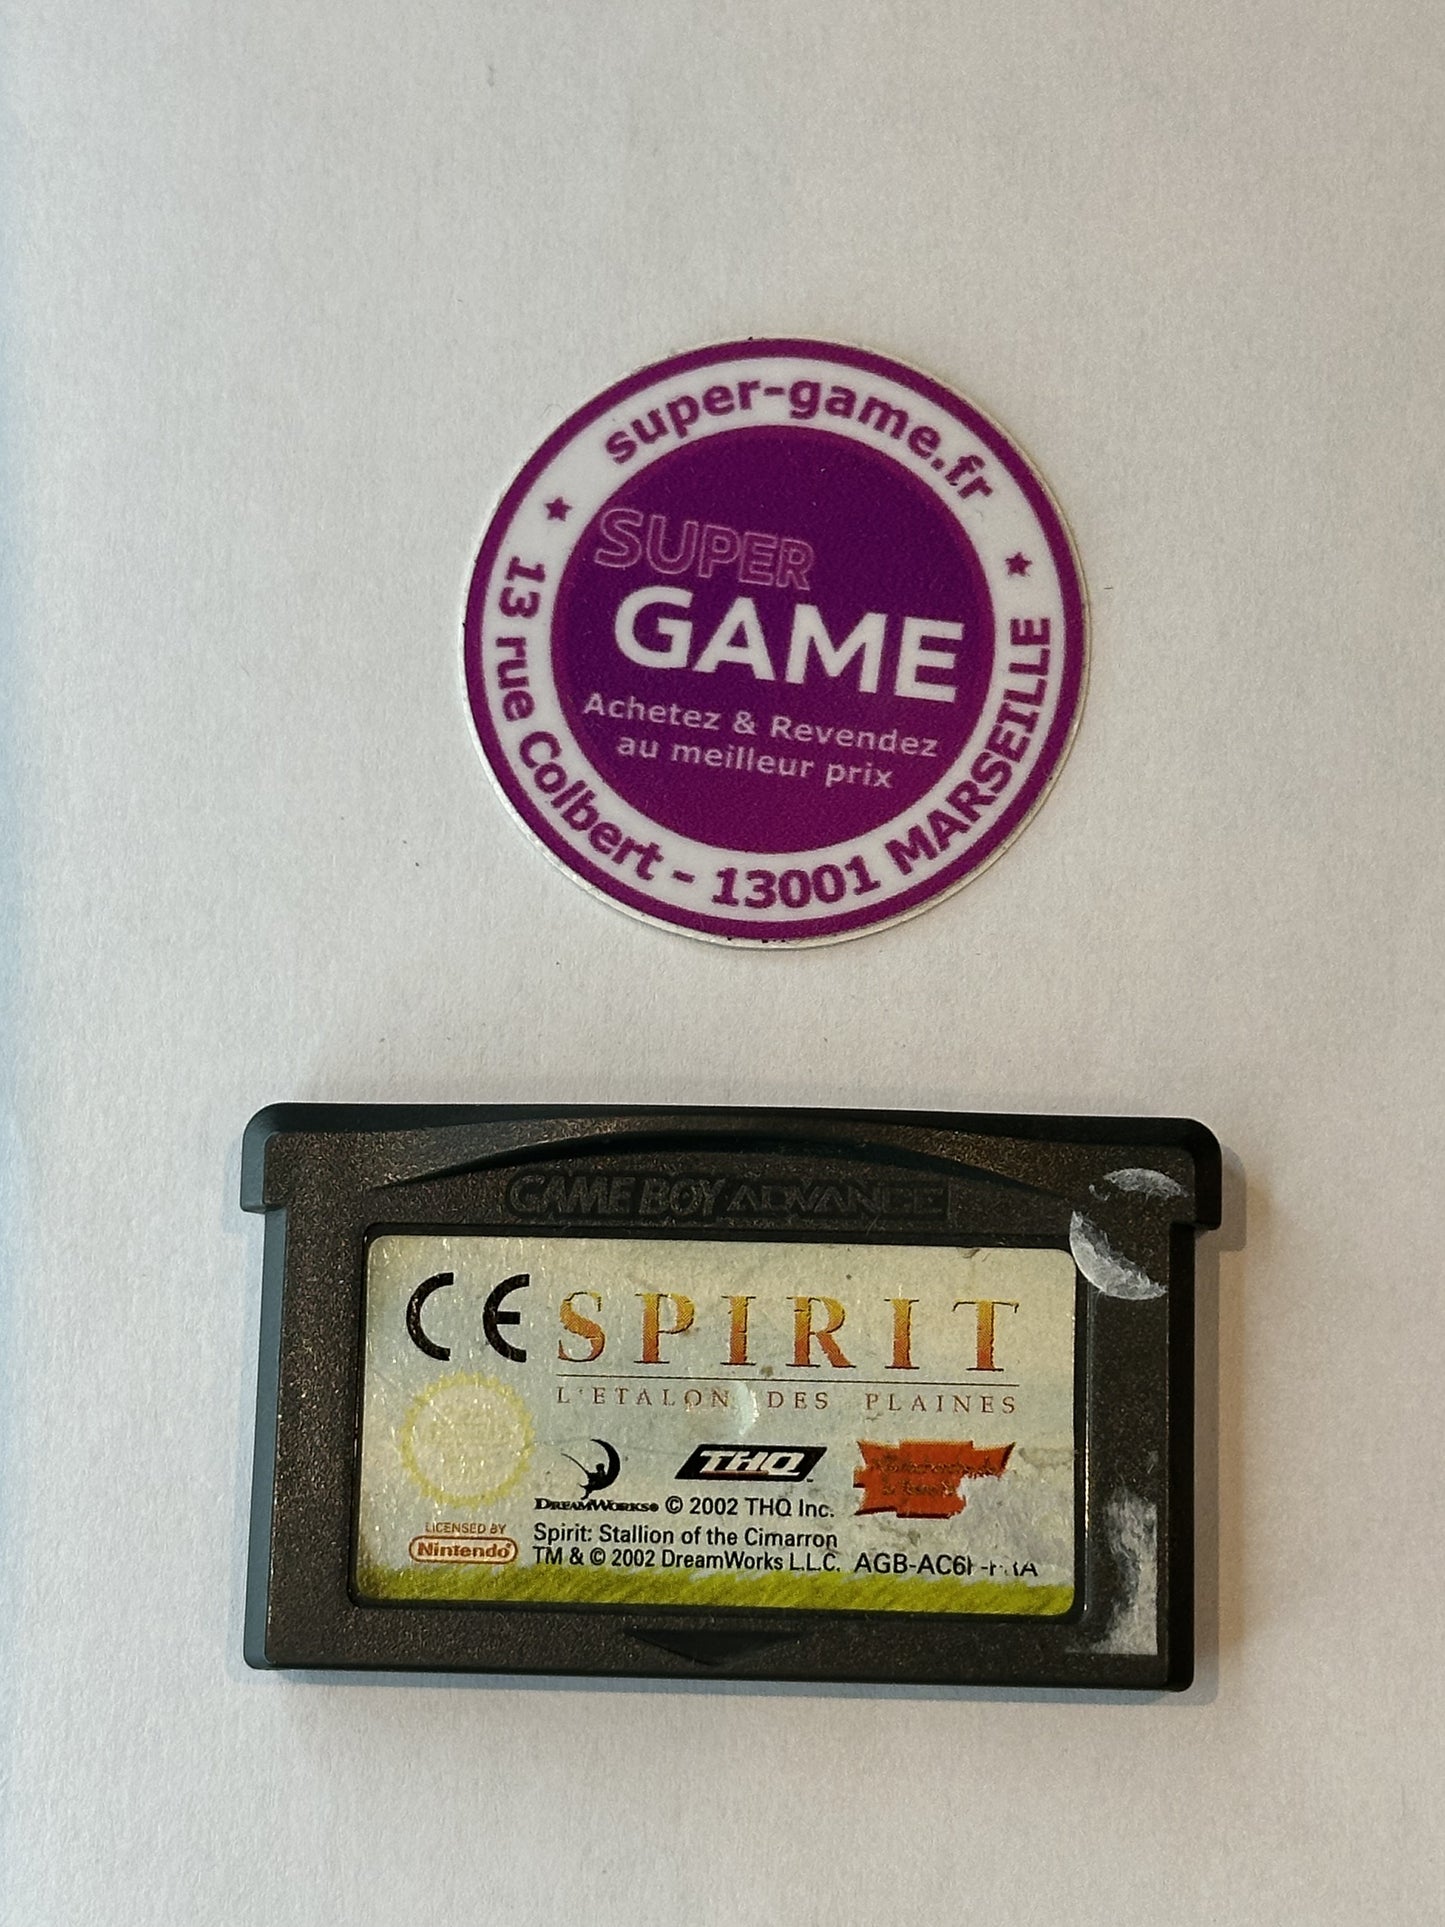 super-game.fr
SUPER
GAME
Achetez & Revendez
au meilleur prix
13 rue Colbert - 13001 MARSEILLE
GAME BOY ADVANCE
CE
SPIRIT
L'ETALON DES PLAINES
THQ
DREAMWORKS® © 2002 THQ Inc.
LICENSED BY
Nintendo
Spirit: Stallion of the Cimarron
TM & © 2002 DreamWorks L.L.C.